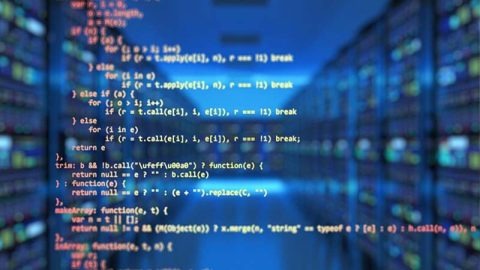 var r, i = 0,
o = e.length,
a = M(e);
if (n) {
if (a) {
for (; o > i; i++)
if (r = t.apply(e[i], n), r === !1) break
} else
for (i in e)
if (r = t.apply(e[i], n), r === !1) break
} else if (a) {
for (; o > i; i++)
if (r = t.call(e[i], i, e[i]), r === !1) break
} else
for (i in e)
if (r = t.call(e[i], i, e[i]), r === !1) break;
return e
},
trim: b && !b.call("\ufeff\u00a0") ? function(e) {
return null == e ? "" : b.call(e)
} : function(e) {
return null == e ? "" : (e + "").replace(C, "")
},
makeArray: function(e, t) {
var n = t || [];
return null != e && (M(Object(e)) ? x.merge(n, "string" == typeof e ? [e] : e) : h.call(n, e)), n
},
inArray: function(e, t, n) {
var r;
if (t) {